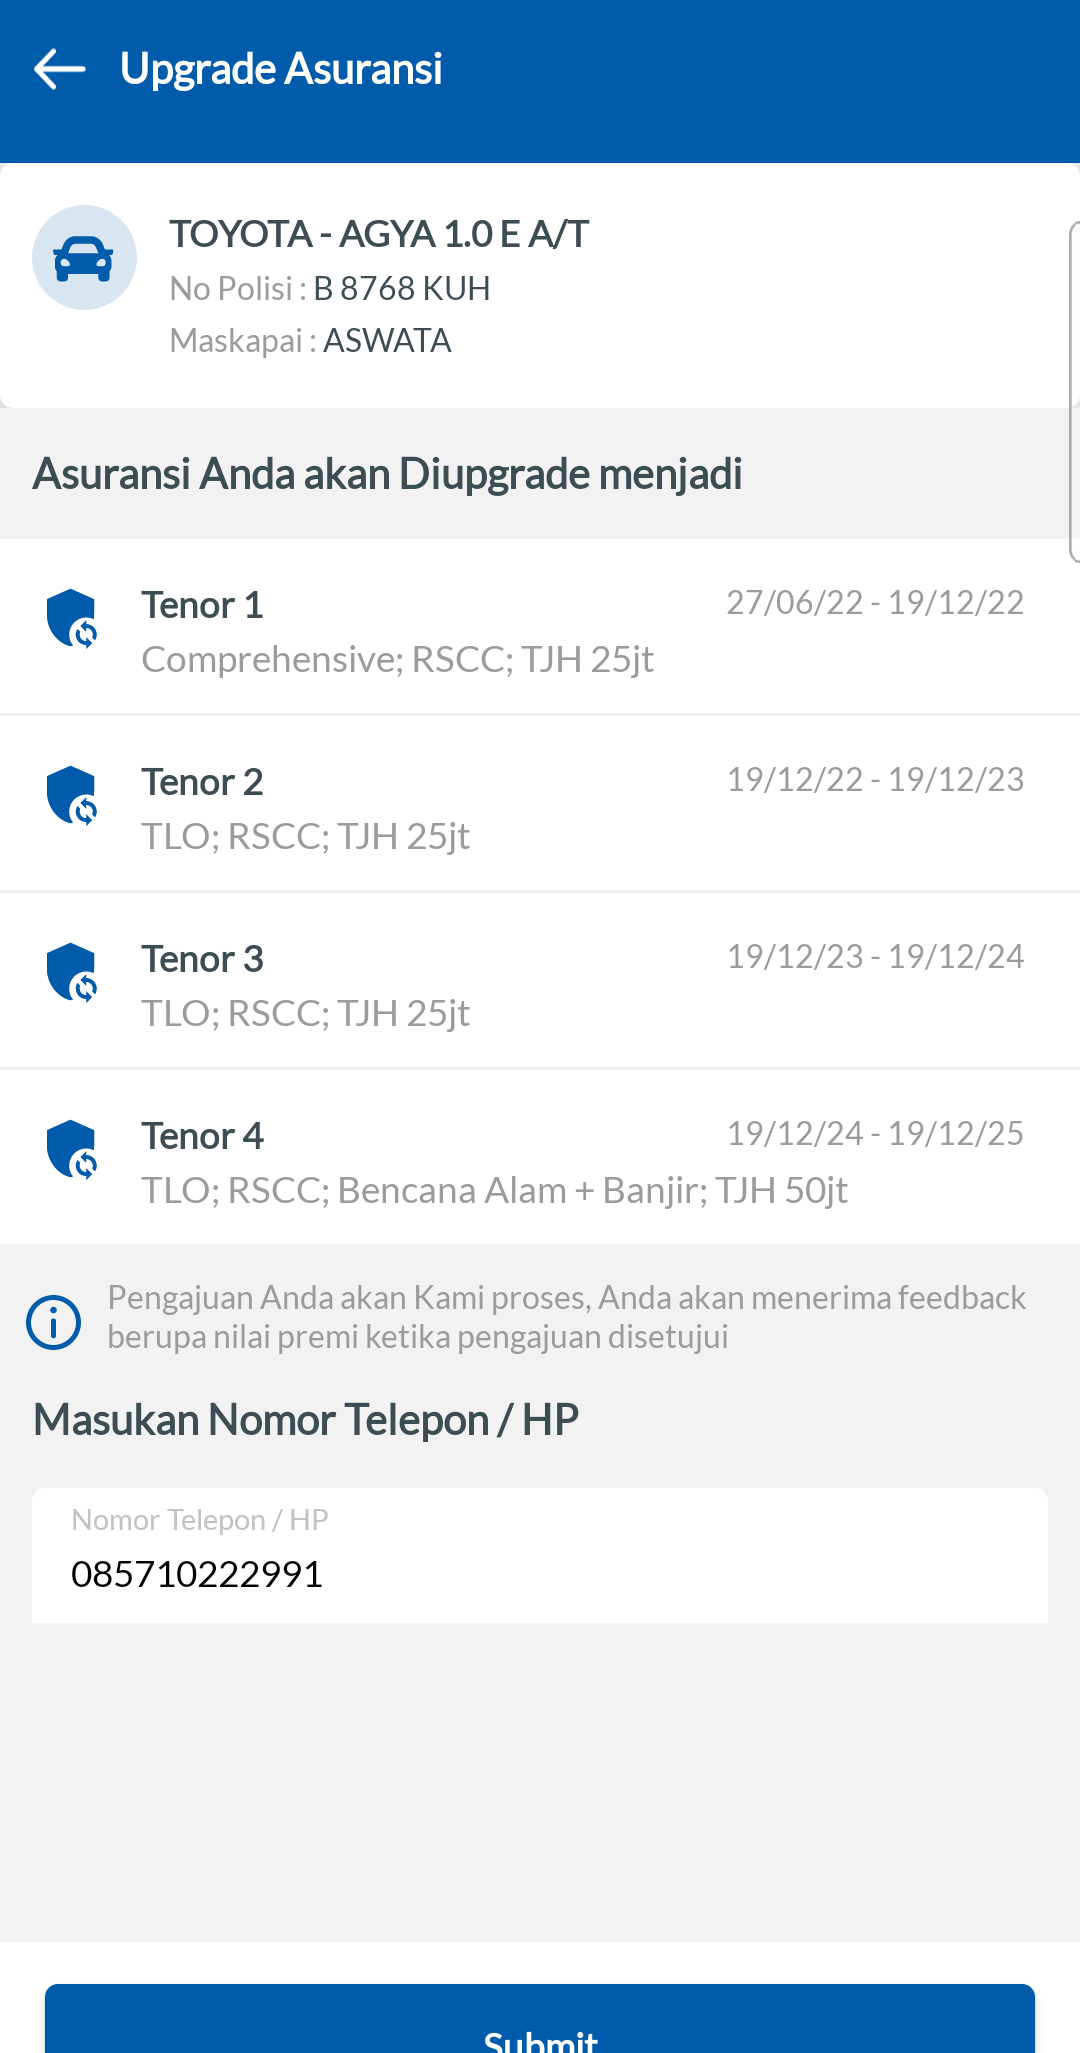 Upgrade Asuransi
TOYOTA - AGYA 1.0 E A/T
No Polisi : B 8768 KUH
Maskapai : ASWATA
Asuransi Anda akan Diupgrade menjadi
Tenor 1
27/06/22 - 19/12/22
Comprehensive; RSCC; TJH 25jt
Tenor 2
19/12/22 - 19/12/23
TLO; RSCC; TJH 25jt
Tenor 3
19/12/23 - 19/12/24
TLO; RSCC; TJH 25jt
Tenor 4
19/12/24 - 19/12/25
TLO; RSCC; Bencana Alam + Banjir; TJH 50jt
Pengajuan Anda akan Kami proses, Anda akan menerima feedback
berupa nilai premi ketika pengajuan disetujui
Masukan Nomor Telepon / HP
Nomor Telepon / HP
085710222991
Submit